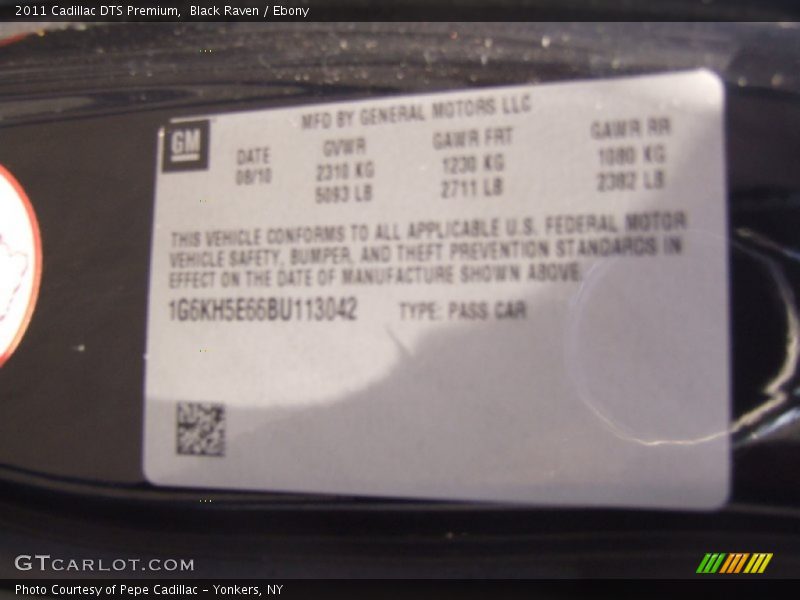 2011 Cadillac DTS Premium,  Black Raven / Ebony
MFD BY GENERAL MOTORS LLC
GM
DATE GVWR GAWR FRT GAWR RR
08/10 2310 KG 1230 KG 1080 KG
5093 LB 2711 LB 2382 LB
THIS VEHICLE CONFORMS TO ALL APPLICABLE U.S. FEDERAL MOTOR
VEHICLE SAFETY, BUMPER, AND THEFT PREVENTION STANDARDS IN
EFFECT ON THE DATE OF MANUFACTURE SHOWN ABOVE.
1G6KH5E66BU113042 TYPE: PASS CAR
GTCARLOT.COM
Photo Courtesy of Pepe Cadillac - Yonkers, NY